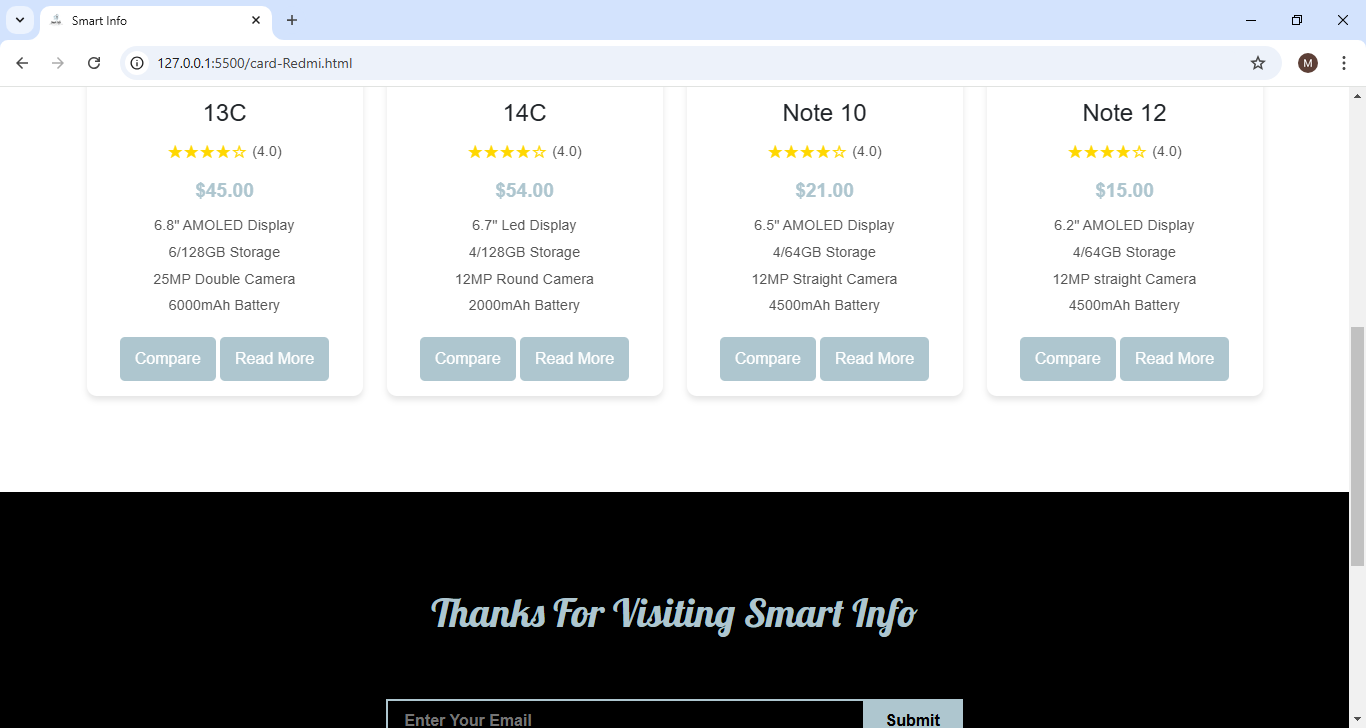 Smart Info
127.0.0.1:5500/card-Redmi.html
M
13C
★★★★☆ (4.0)
$45.00
6.8" AMOLED Display
6/128GB Storage
25MP Double Camera
6000mAh Battery
Compare
Read More
14C
★★★★☆ (4.0)
$54.00
6.7" Led Display
4/128GB Storage
12MP Round Camera
2000mAh Battery
Compare
Read More
Note 10
★★★★☆ (4.0)
$21.00
6.5" AMOLED Display
4/64GB Storage
12MP Straight Camera
4500mAh Battery
Compare
Read More
Note 12
★★★★☆ (4.0)
$15.00
6.2" AMOLED Display
4/64GB Storage
12MP straight Camera
4500mAh Battery
Compare
Read More
Thanks For Visiting Smart Info
Enter Your Email
Submit